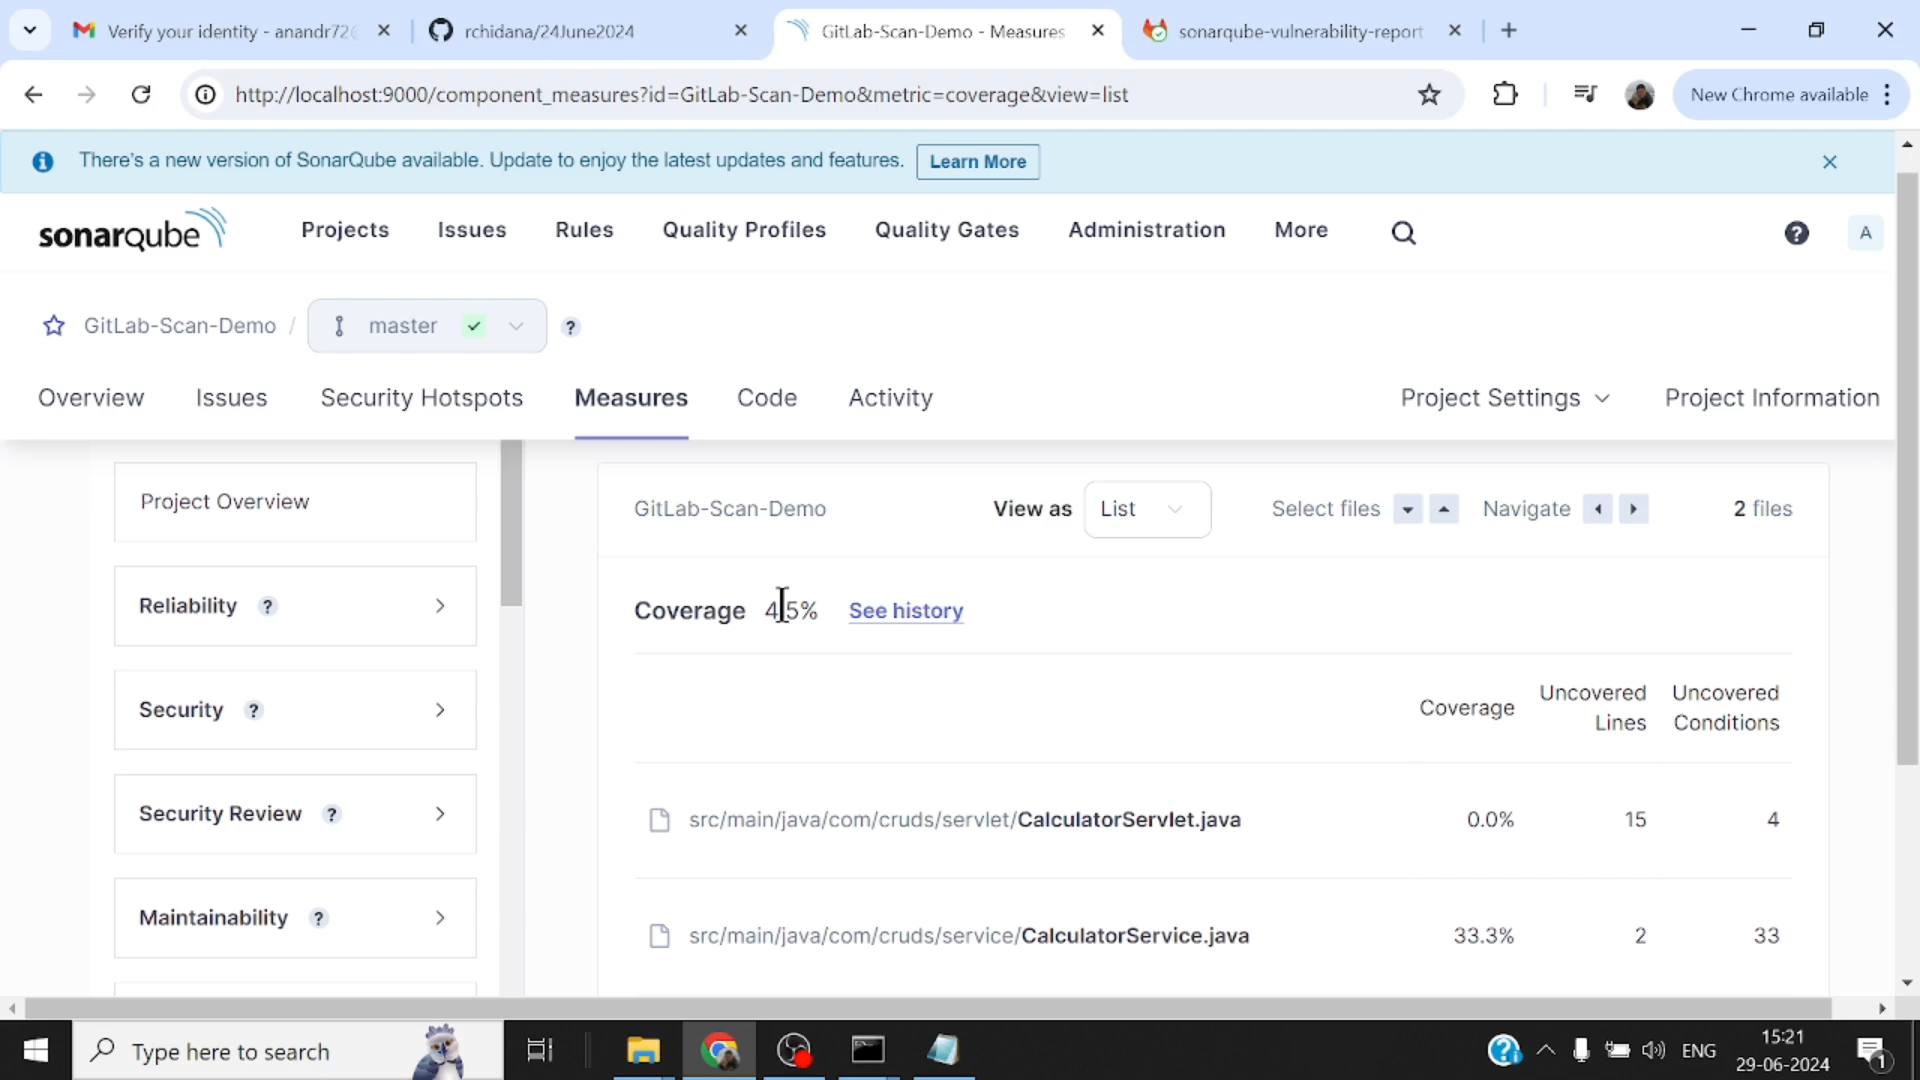 Verify your identity - anandr726
rchidana/24June2024
GitLab-Scan-Demo - Measures
sonarqube-vulnerability-report
http://localhost:9000/component_measures?id=GitLab-Scan-Demo&metric=coverage&view=list
New Chrome available
There's a new version of SonarQube available. Update to enjoy the latest updates and features. Learn More
sonarqube
Projects Issues Rules Quality Profiles Quality Gates Administration More
A
GitLab-Scan-Demo / master
Overview Issues Security Hotspots Measures Code Activity Project Settings Project Information
Project Overview
Reliability
Security
Security Review
Maintainability
GitLab-Scan-Demo View as List Select files Navigate 2 files
Coverage 4.5% See history
Coverage Uncovered Lines Uncovered Conditions
src/main/java/com/cruds/servlet/CalculatorServlet.java 0.0% 15 4
src/main/java/com/cruds/service/CalculatorService.java 33.3% 2 33
Type here to search
ENG
15:21
29-06-2024
1